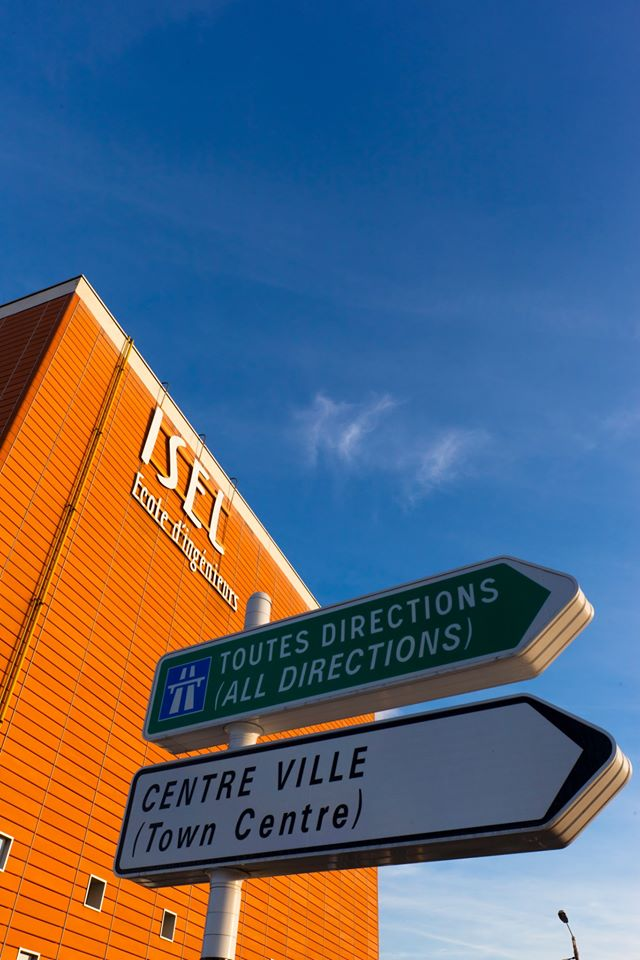 ISEL
Ecole d'ingénieurs
TOUTES DIRECTIONS
(ALL DIRECTIONS)
CENTRE VILLE
(Town Centre)